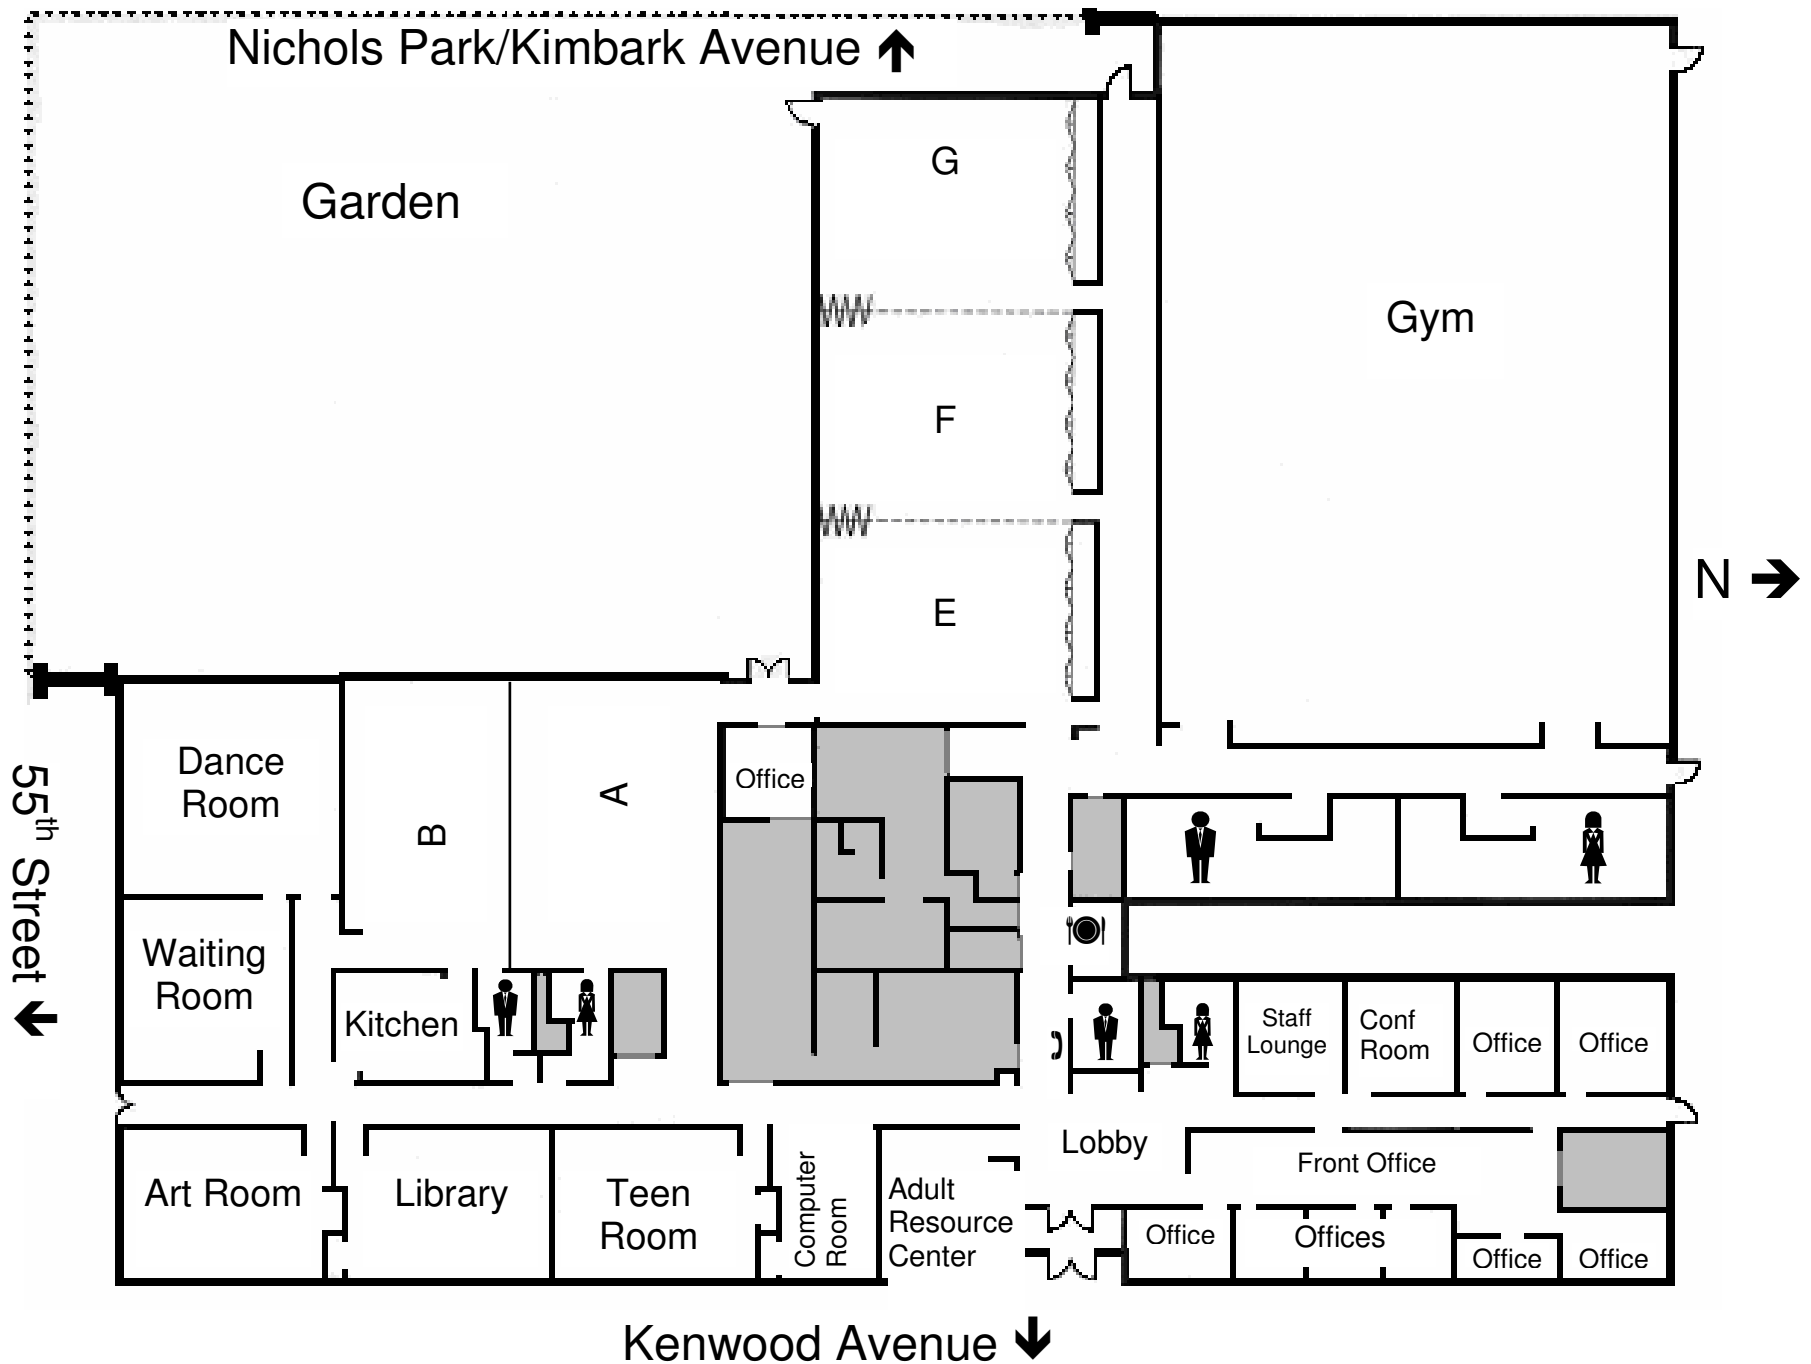 Nichols Park/Kimbark Avenue 🡩
Garden
G
Gym
F
N 🡪
E
Dance
Room
B
A
Office
55th Street 🡨
Waiting
Room
Kitchen
Staff
Lounge
Conf
Room
Office
Office
Lobby
Front Office
Art Room
Library
Teen
Room
Computer
Room
Adult
Resource
Center
Office
Offices
Office
Office
Kenwood Avenue 🡫